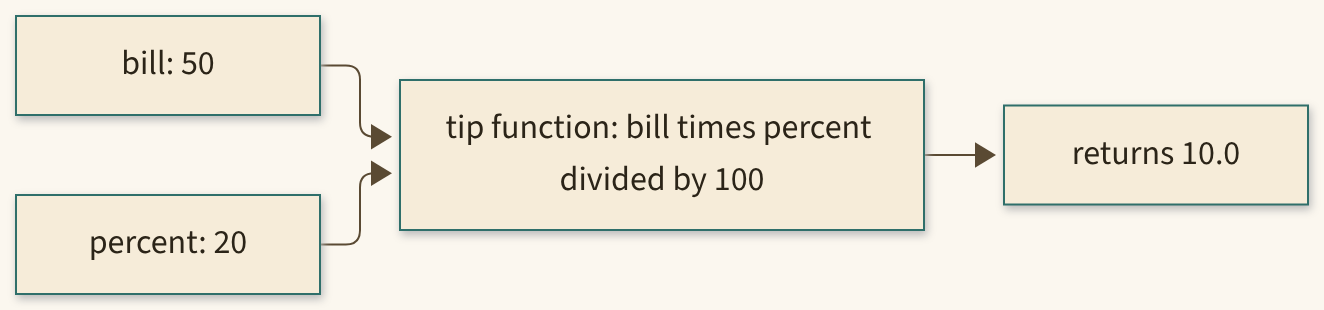 bill: 50
percent: 20
tip function: bill times percent
divided by 100
returns 10.0